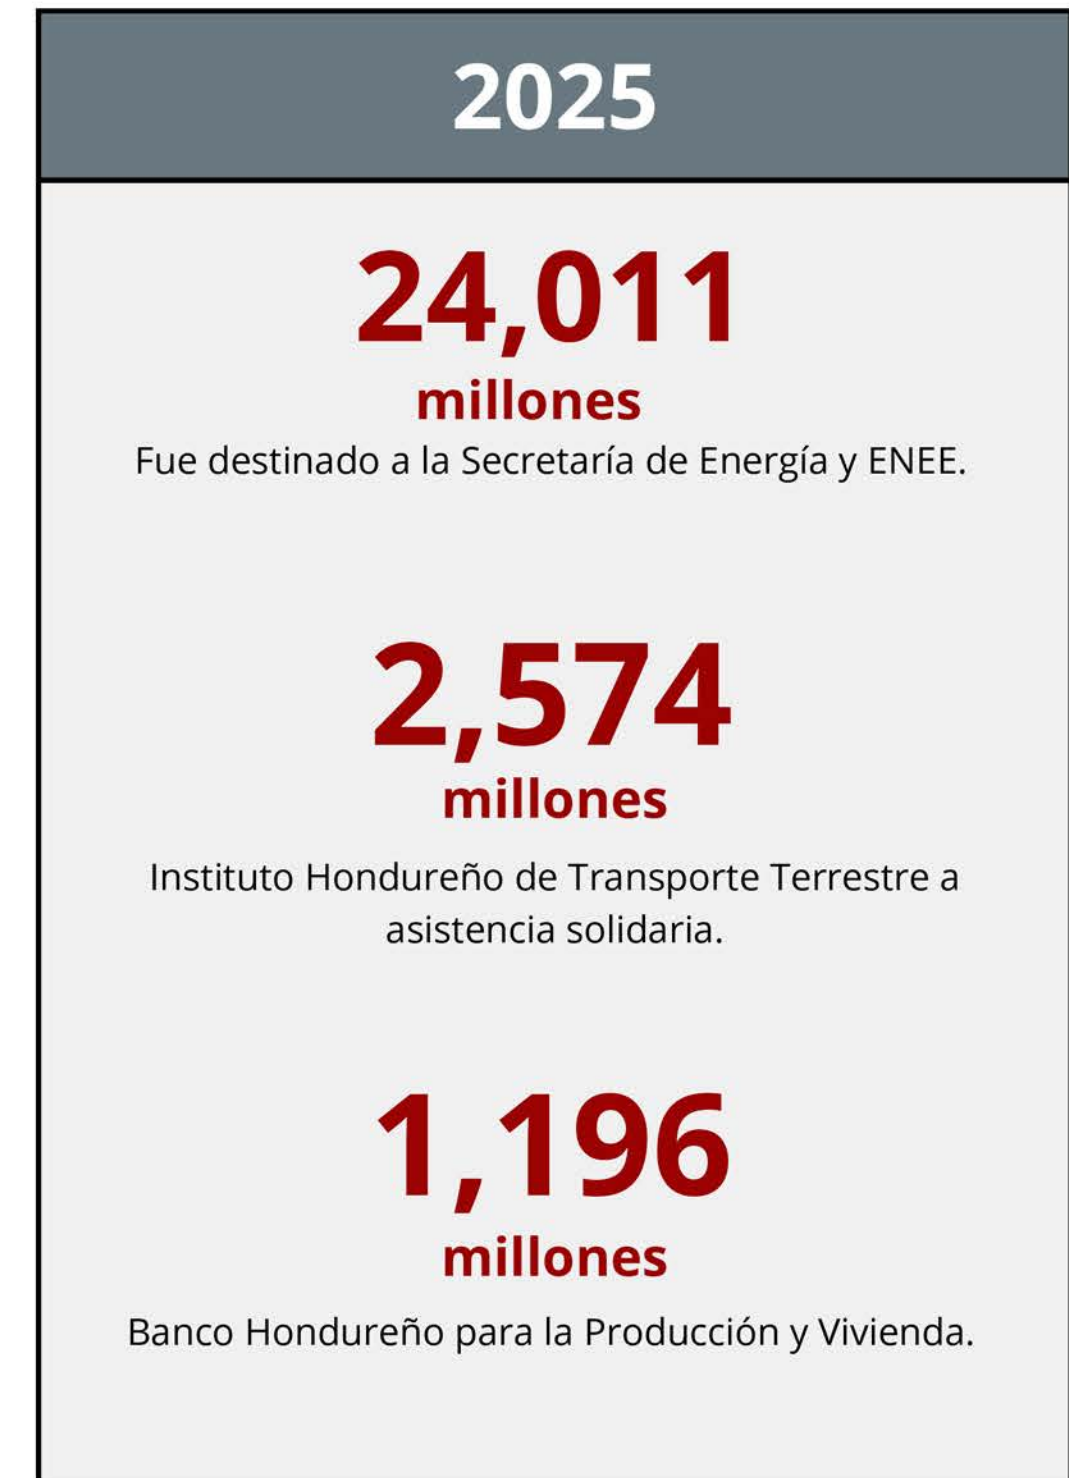 2025
24,011
millones
Fue destinado a la Secretaría de Energía y ENEE.
2,574
millones
Instituto Hondureño de Transporte Terrestre a
asistencia solidaria.
1,196
millones
Banco Hondureño para la Producción y Vivienda.